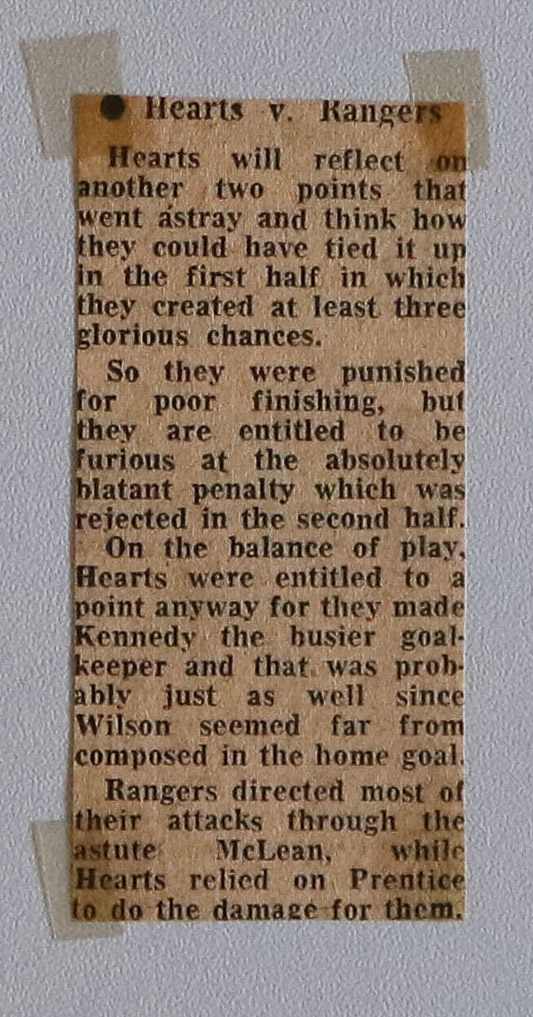 ● Hearts v. Rangers
Hearts will reflect on
another two points that
went astray and think how
they could have tied it up
in the first half in which
they created at least three
glorious chances.
So they were punished
for poor finishing, but
they are entitled to be
furious at the absolutely
blatant penalty which was
rejected in the second half.
On the balance of play,
Hearts were entitled to a
point anyway for they made
Kennedy the busier goal-
keeper and that was prob-
ably just as well since
Wilson seemed far from
composed in the home goal.
Rangers directed most of
their attacks through the
astute McLean, while
Hearts relied on Prentice
to do the damage for them.